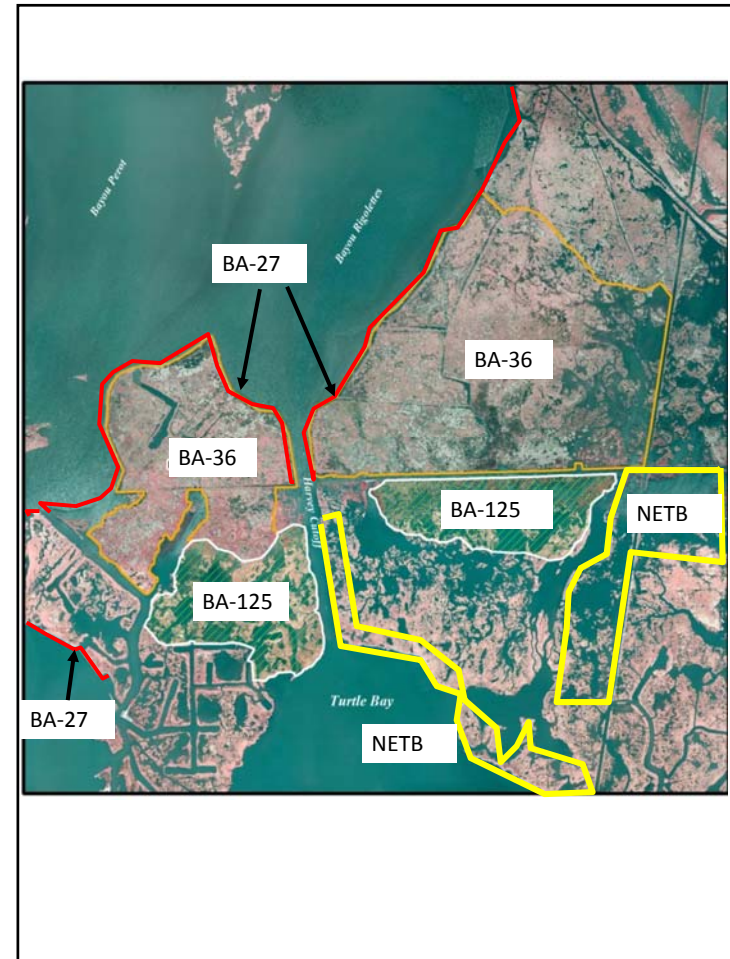 Bayou Perot
Bayou Rigolettes
BA-27
BA-36
BA-36
Harvey Cutoff
BA-125
NETB
BA-125
Turtle Bay
BA-27
NETB